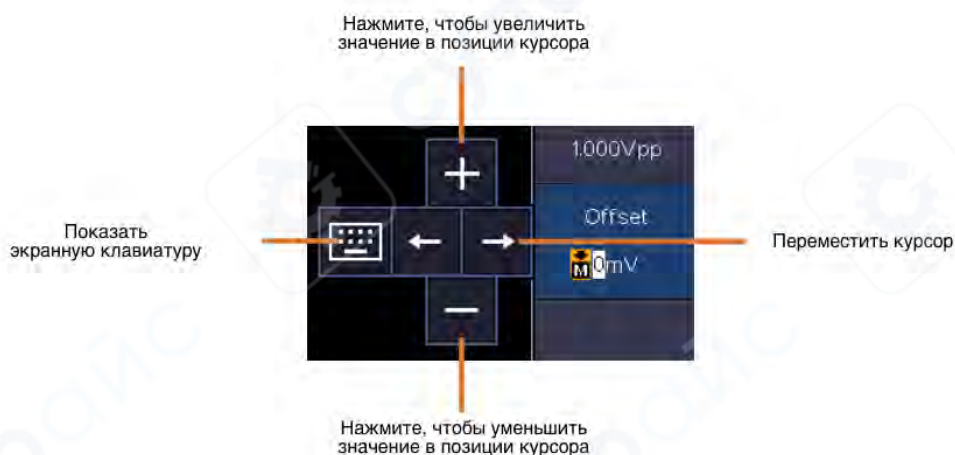 Нажмите, чтобы увеличить
значение в позиции курсора
1.000Vpp
Offset
M 0mV
Показать
экранную клавиатуру
Переместить курсор
Нажмите, чтобы уменьшить
значение в позиции курсора